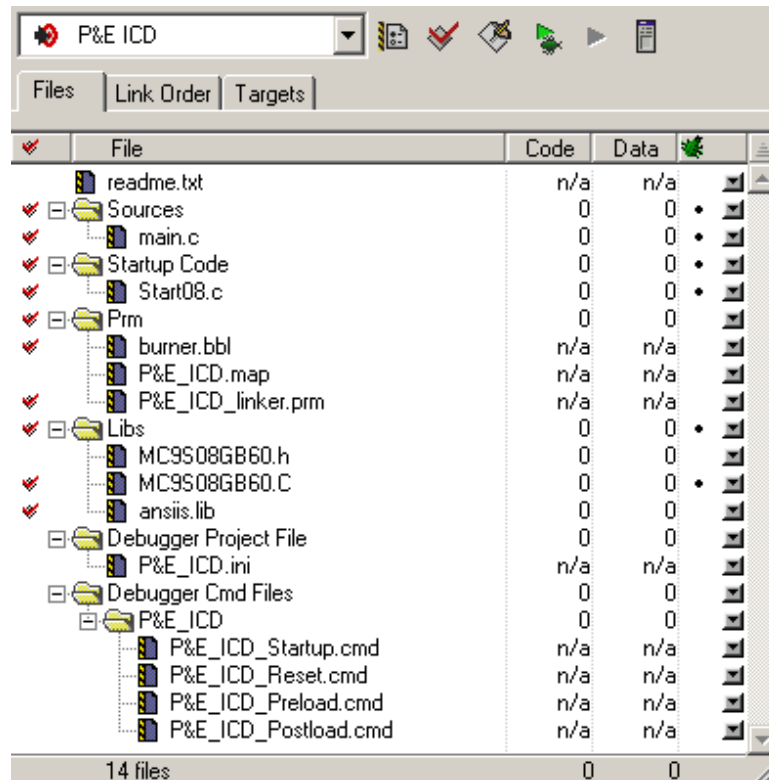 P&E ICD
Files Link Order Targets
File Code Data
readme.txt n/a n/a
Sources 0 0
main.c 0 0
Startup Code 0 0
Start08.c 0 0
Prm 0 0
burner.bbl n/a n/a
P&E_ICD.map n/a n/a
P&E_ICD_linker.prm n/a n/a
Libs 0 0
MC9S08GB60.h 0 0
MC9S08GB60.C 0 0
ansiis.lib 0 0
Debugger Project File 0 0
P&E_ICD.ini n/a n/a
Debugger Cmd Files 0 0
P&E_ICD 0 0
P&E_ICD_Startup.cmd n/a n/a
P&E_ICD_Reset.cmd n/a n/a
P&E_ICD_Preload.cmd n/a n/a
P&E_ICD_Postload.cmd n/a n/a
14 files 0 0